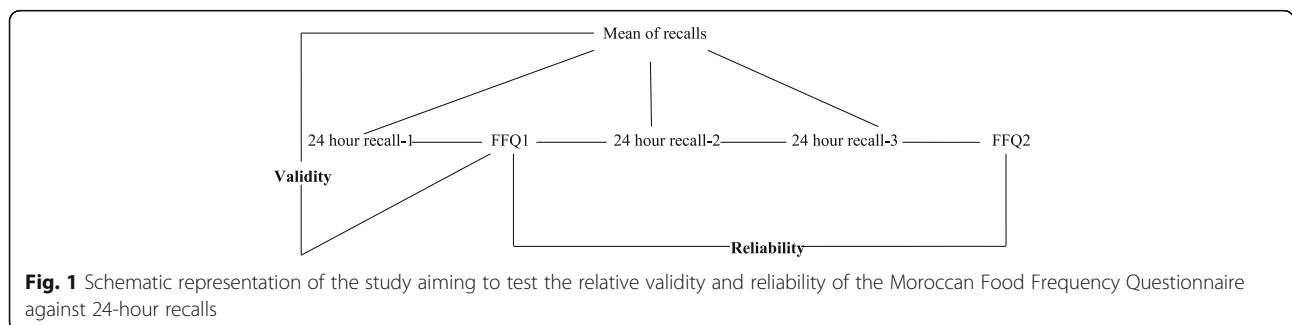 Mean of recalls
24 hour recall-1 FFQ1 24 hour recall-2 24 hour recall-3 FFQ2
Validity
Reliability
Fig. 1 Schematic representation of the study aiming to test the relative validity and reliability of the Moroccan Food Frequency Questionnaire
against 24-hour recalls